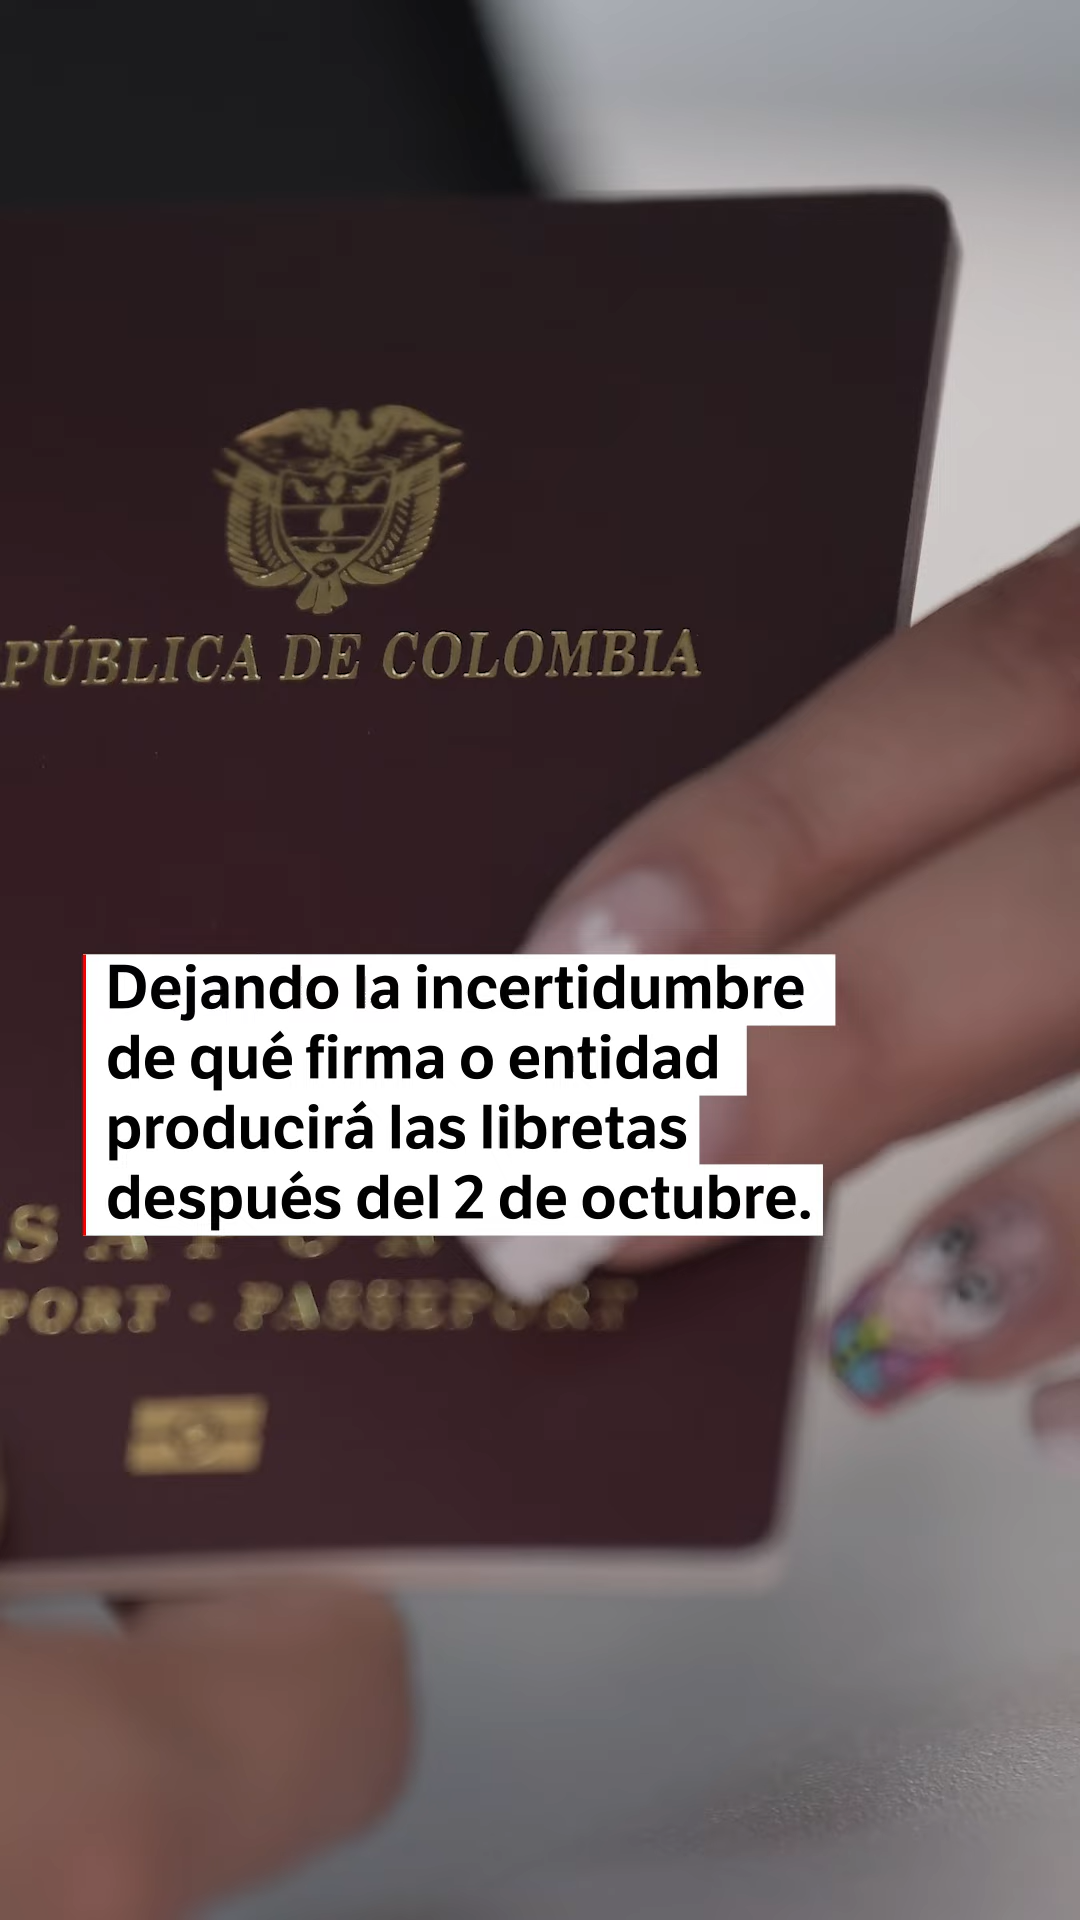 PÚBLICA DE COLOMBIA
Dejando la incertidumbre
de qué firma o entidad
producirá las libretas
después del 2 de octubre.
PORT - PASSEPORT